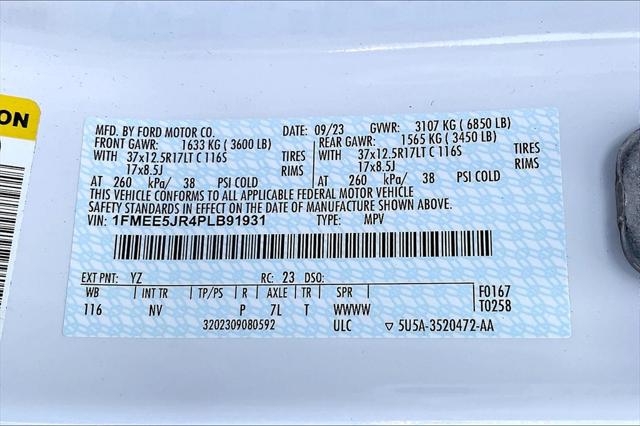 ON
MFD. BY FORD MOTOR CO. DATE: 09/23 GVWR: 3107 KG ( 6850 LB)
FRONT GAWR: 1633 KG ( 3600 LB) REAR GAWR: 1565 KG ( 3450 LB)
WITH 37x12.5R17LT C 116S TIRES WITH 37x12.5R17LT C 116S TIRES
17x8.5J RIMS 17x8.5J RIMS
AT 260 kPa/ 38 PSI COLD AT 260 kPa/ 38 PSI COLD
THIS VEHICLE CONFORMS TO ALL APPLICABLE FEDERAL MOTOR VEHICLE
SAFETY STANDARDS IN EFFECT ON THE DATE OF MANUFACTURE SHOWN ABOVE.
VIN: 1FMEE5JR4PLB91931 TYPE: MPV
EXT PNT: YZ RC: 23 DSO:
WB INT TR TP/PS R AXLE TR SPR F0167
116 NV P 7L T WWWW T0258
3202309080592 ULC ▽ 5U5A-3520472-AA